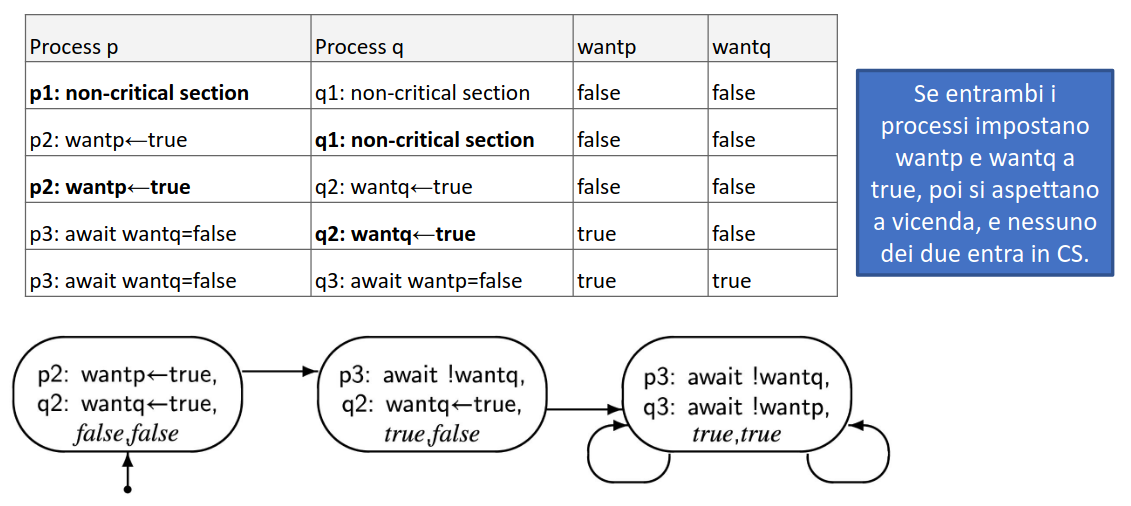 Process p Process q wantp wantq
p1: non-critical section q1: non-critical section false false
p2: wantp←true q1: non-critical section false false
p2: wantp←true q2: wantq←true false false
p3: await wantq=false q2: wantq←true true false
p3: await wantq=false q3: await wantp=false true true
Se entrambi i
processi impostano
wantp e wantq a
true, poi si aspettano
a vicenda, e nessuno
dei due entra in CS.
p2: wantp←true,
q2: wantq←true,
false,false
p3: await !wantq,
q2: wantq←true,
true,false
p3: await !wantq,
q3: await !wantp,
true,true